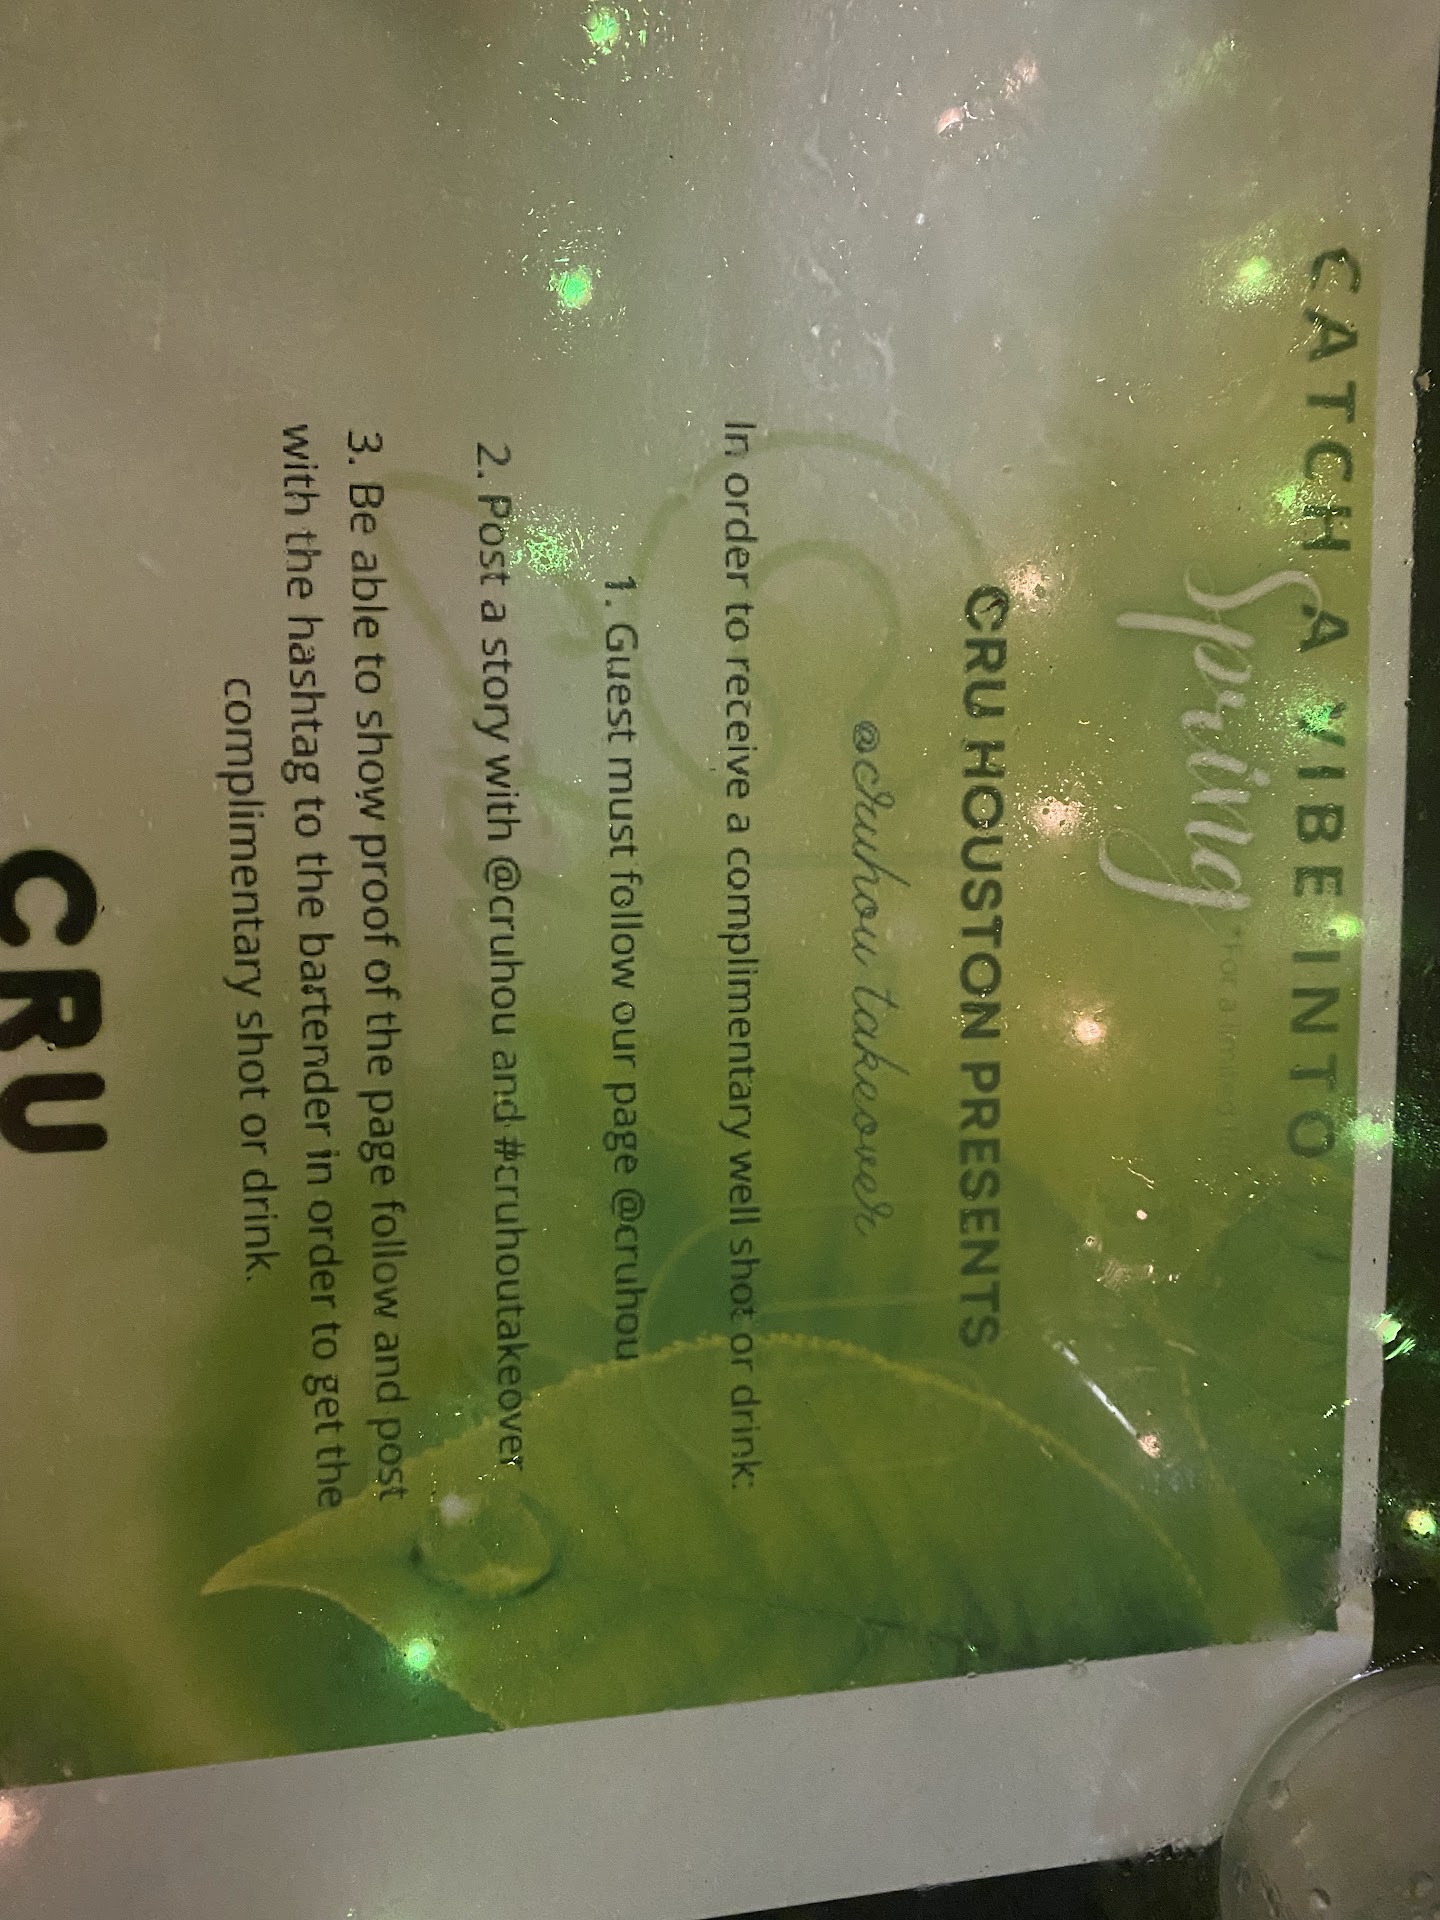 CATCH A VIBE INTO
Spring
*For a limited
CRU HOUSTON PRESENTS
@cruhou takeover
In order to receive a complimentary well shot or drink:
1. Guest must follow our page @cruhou
2. Post a story with @cruhou and #cruhoutakeover
3. Be able to show proof of the page follow and post
with the hashtag to the bartender in order to get the
complimentary shot or drink.
CRU